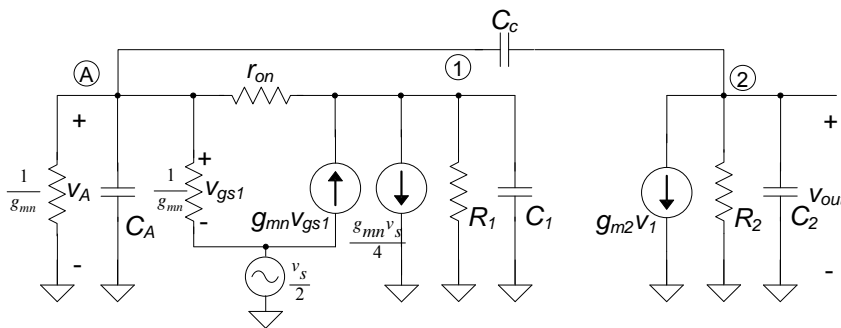 C_c
A
1
2
r_on
+
+
+
1/g_mn
v_A
1/g_mn
v_gs1
C_A
-
g_mn v_gs1
g_mn v_s/4
R_1
C_1
g_m2 v_1
R_2
C_2
v_out
v_s/2
-
-